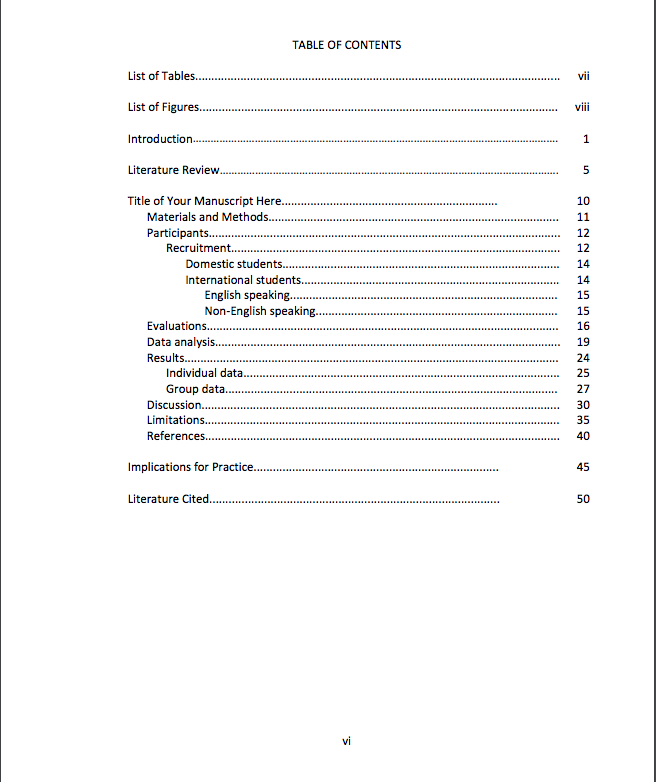 TABLE OF CONTENTS
List of Tables.................................................................................................................. vii
List of Figures................................................................................................................ viii
Introduction................................................................................................................... 1
Literature Review........................................................................................................... 5
Title of Your Manuscript Here................................................................... 10
Materials and Methods.......................................................................................... 11
Participants............................................................................................................. 12
Recruitment...................................................................................................... 12
Domestic students....................................................................................... 14
International students................................................................................. 14
English speaking................................................................................... 15
Non-English speaking........................................................................... 15
Evaluations.............................................................................................................. 16
Data analysis........................................................................................................... 19
Results..................................................................................................................... 24
Individual data.................................................................................................. 25
Group data........................................................................................................ 27
Discussion................................................................................................................ 30
Limitations............................................................................................................... 35
References............................................................................................................... 40
Implications for Practice............................................................................ 45
Literature Cited.......................................................................................... 50
vi